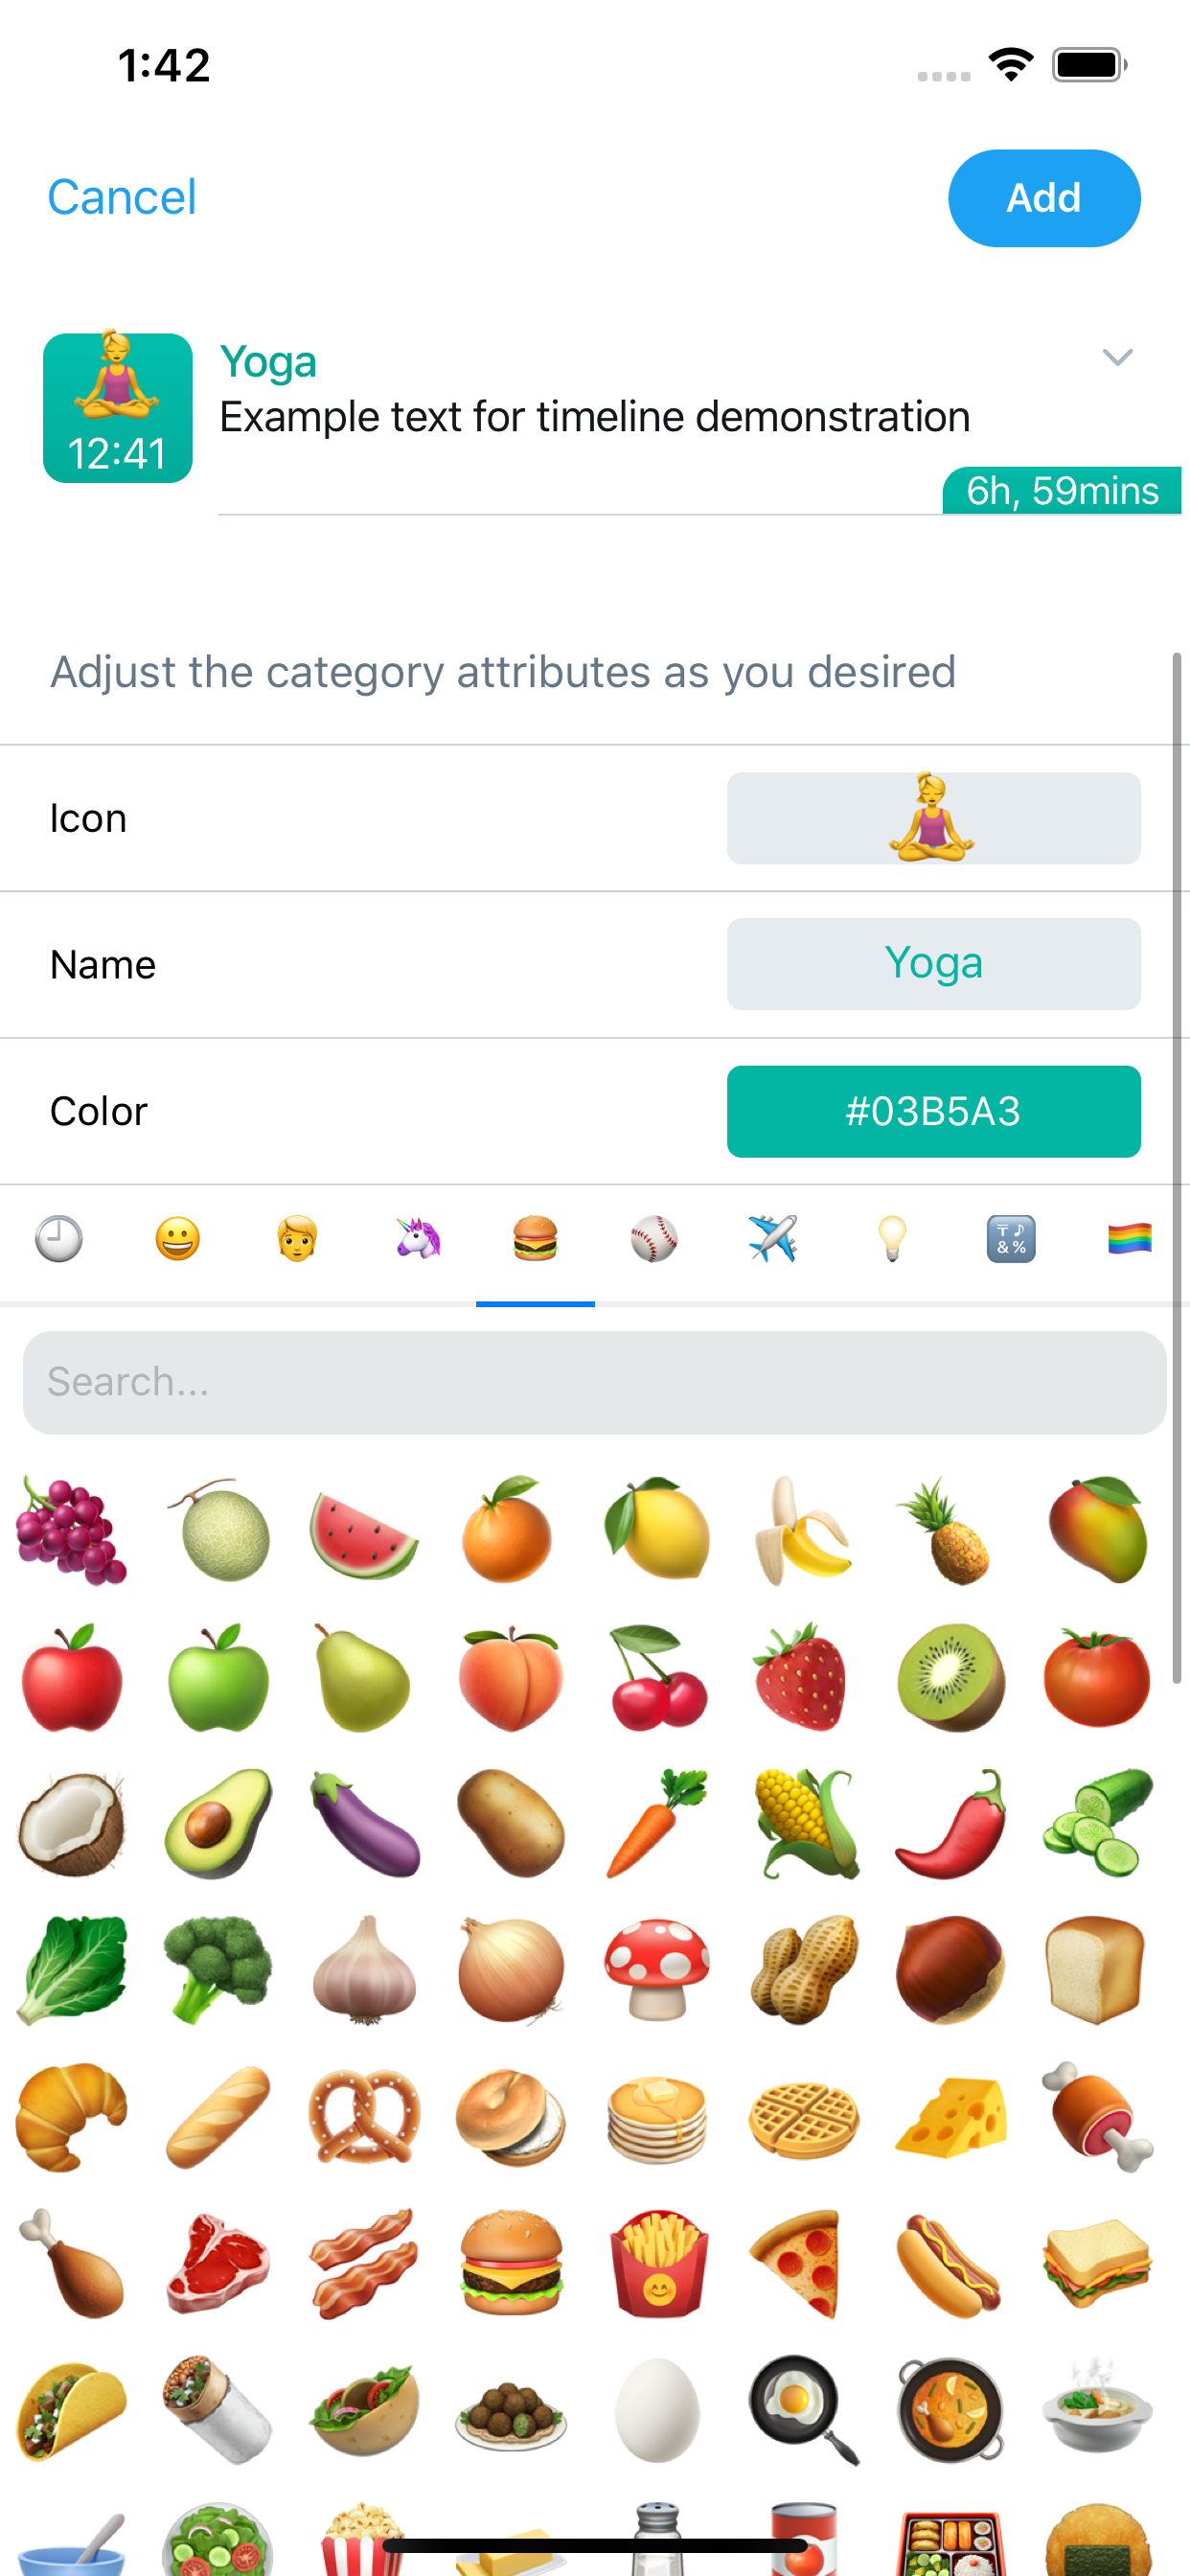 1:42
Cancel
Add
Yoga
Example text for timeline demonstration
12:41
6h, 59mins
Adjust the category attributes as you desired
Icon
Name
Yoga
Color
#03B5A3
Search...